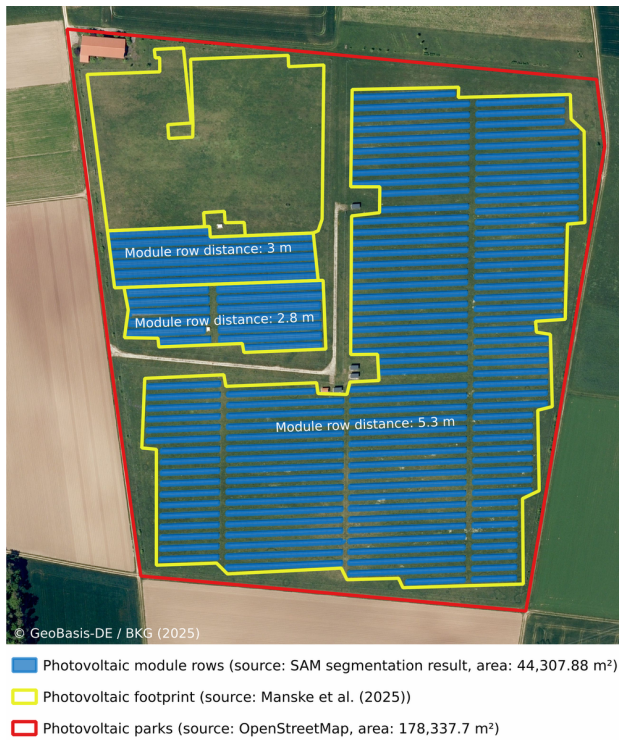 Module row distance: 3 m
Module row distance: 2.8 m
Module row distance: 5.3 m
© GeoBasis-DE / BKG (2025)
Photovoltaic module rows (source: SAM segmentation result, area: 44,307.88 m²)
Photovoltaic footprint (source: Manske et al. (2025))
Photovoltaic parks (source: OpenStreetMap, area: 178,337.7 m²)